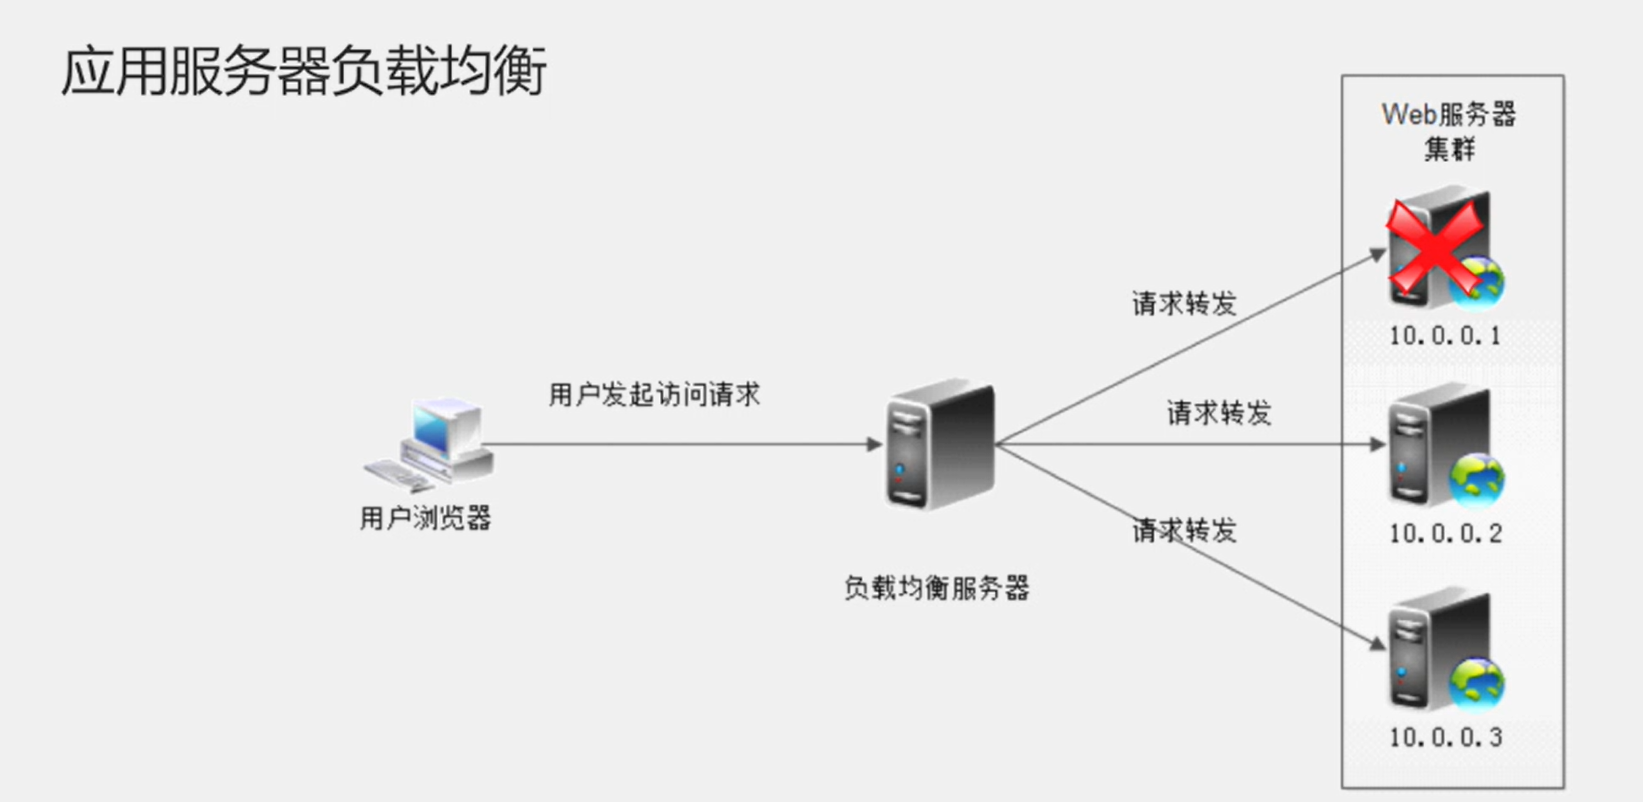 应用服务器负载均衡
Web服务器
集群
请求转发
10.0.0.1
用户发起访问请求
请求转发
用户浏览器
请求转发
10.0.0.2
负载均衡服务器
10.0.0.3